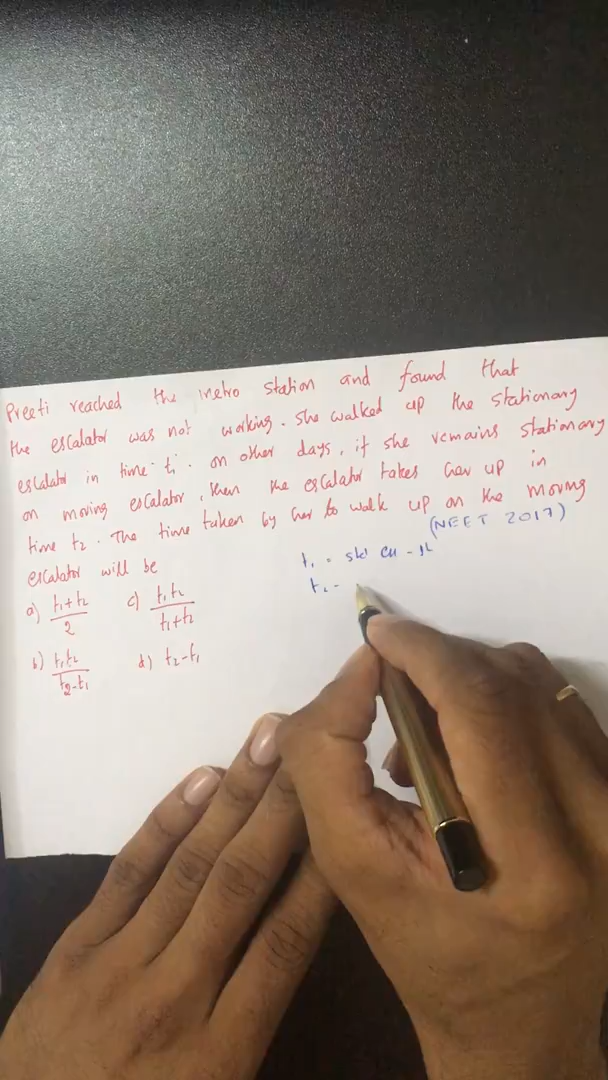 Preeti reached the metro station and found that
the escalator was not working. She walked up the stationary
escalator in time t₁. on other days, if she remains stationary
on moving escalator, then the escalator takes her up in
time t₂. The time taken by her to walk up on the moving
escalator will be
(NEET 2017)
a) t₁+t₂/2 c) t₁t₂/t₁+t₂
b) t₁t₂/t₂-t₁ d) t₂-t₁
t₁ =
t₂ -